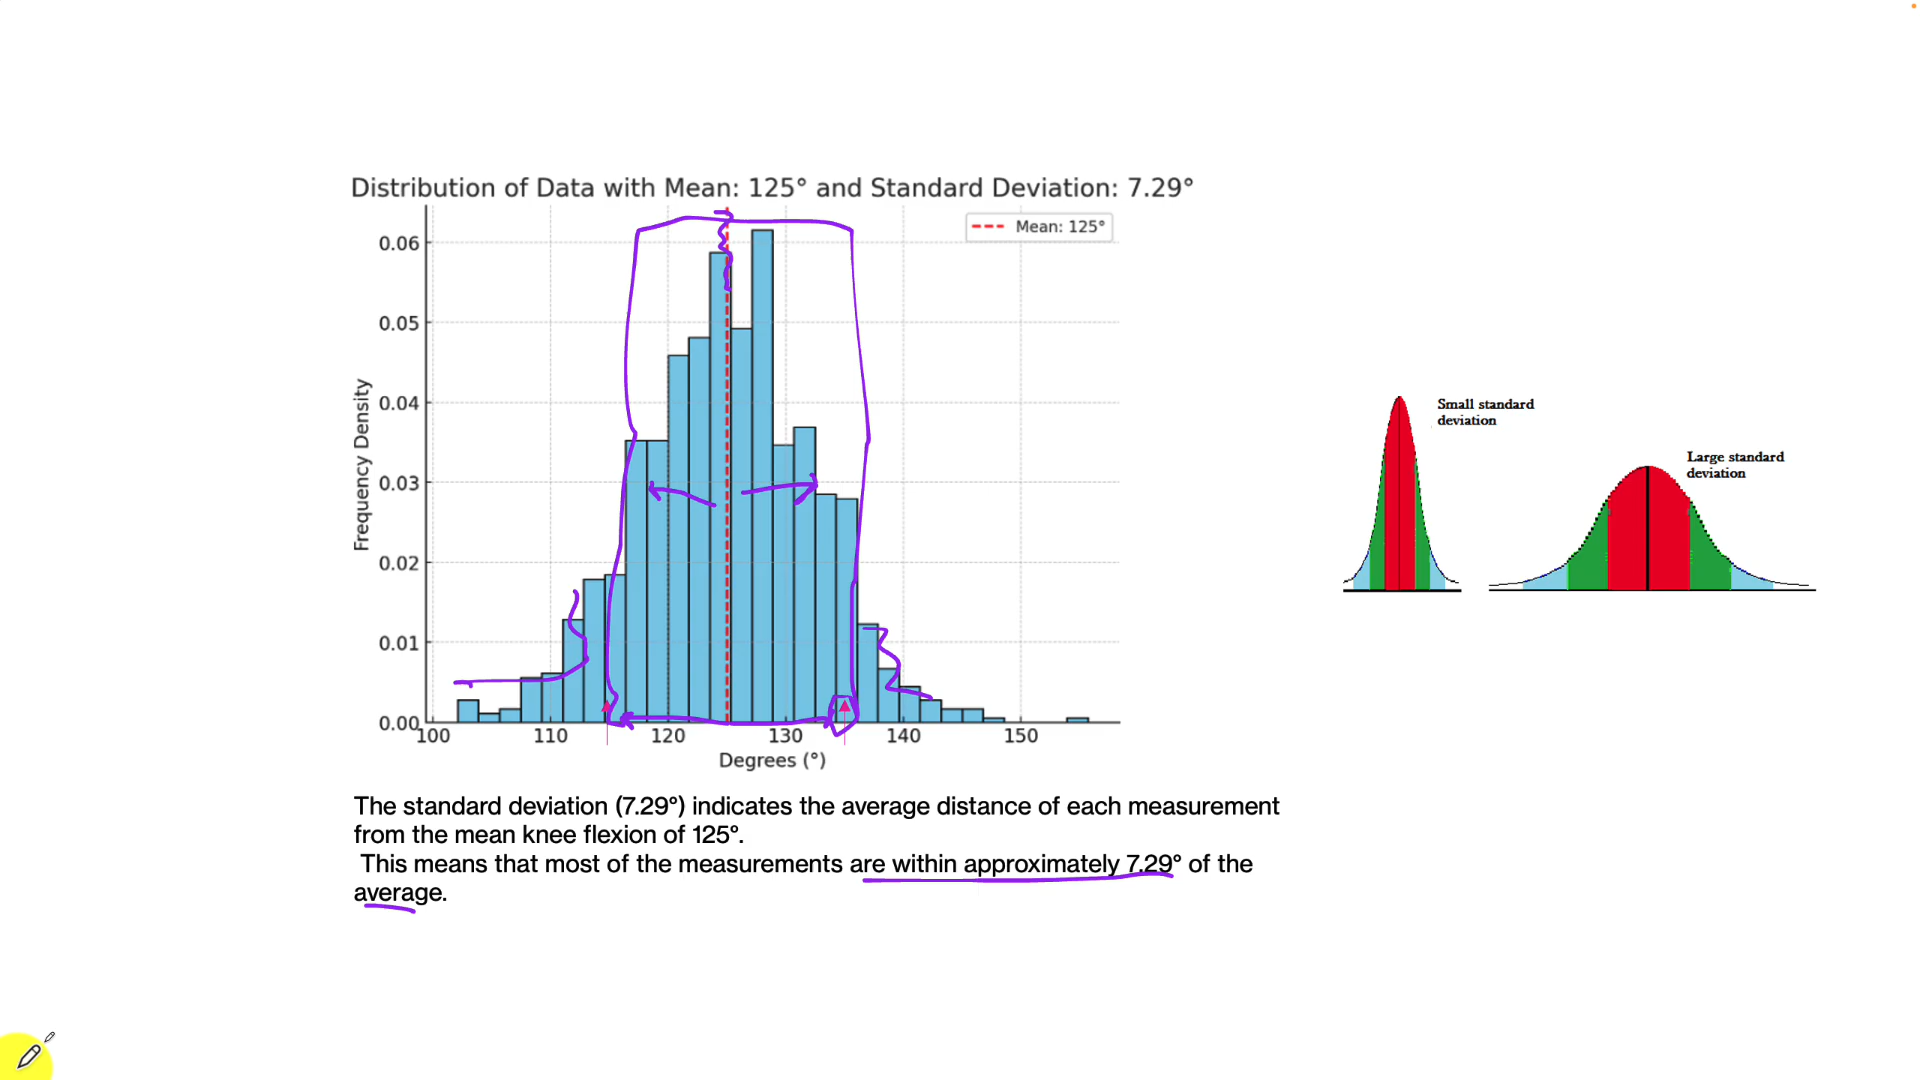 Distribution of Data with Mean: 125° and Standard Deviation: 7.29°
Mean: 125°
Frequency Density
0.06
0.05
0.04
0.03
0.02
0.01
0.00
100 110 120 130 140 150
Degrees (°)
Small standard
deviation
Large standard
deviation
The standard deviation (7.29°) indicates the average distance of each measurement
from the mean knee flexion of 125°.
This means that most of the measurements are within approximately 7.29° of the
average.